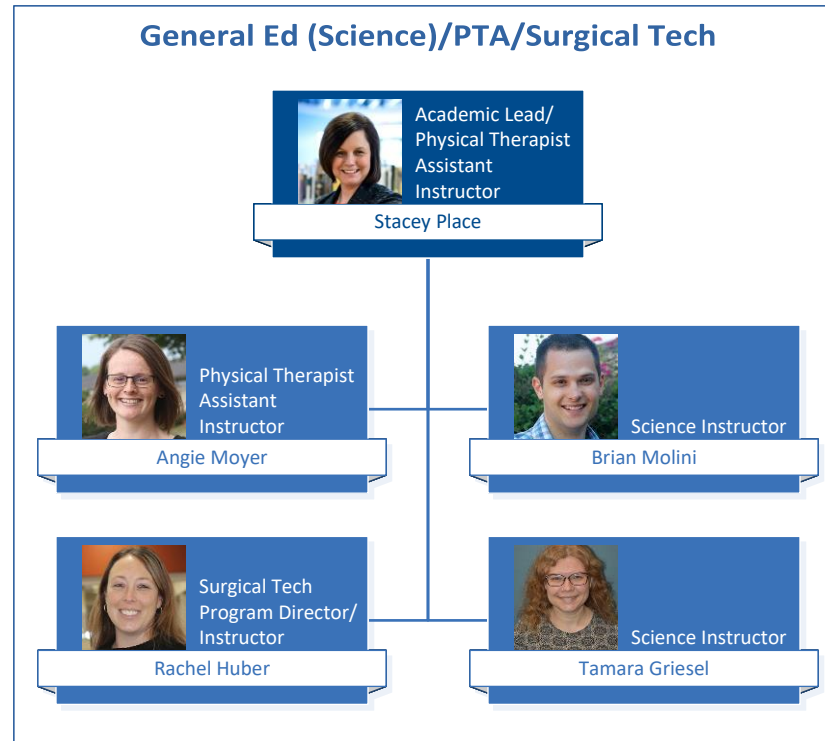 General Ed (Science)/PTA/Surgical Tech
Academic Lead/
Physical Therapist
Assistant
Instructor
Stacey Place
Physical Therapist
Assistant
Instructor
Angie Moyer
Science Instructor
Brian Molini
Surgical Tech
Program Director/
Instructor
Rachel Huber
Science Instructor
Tamara Griesel